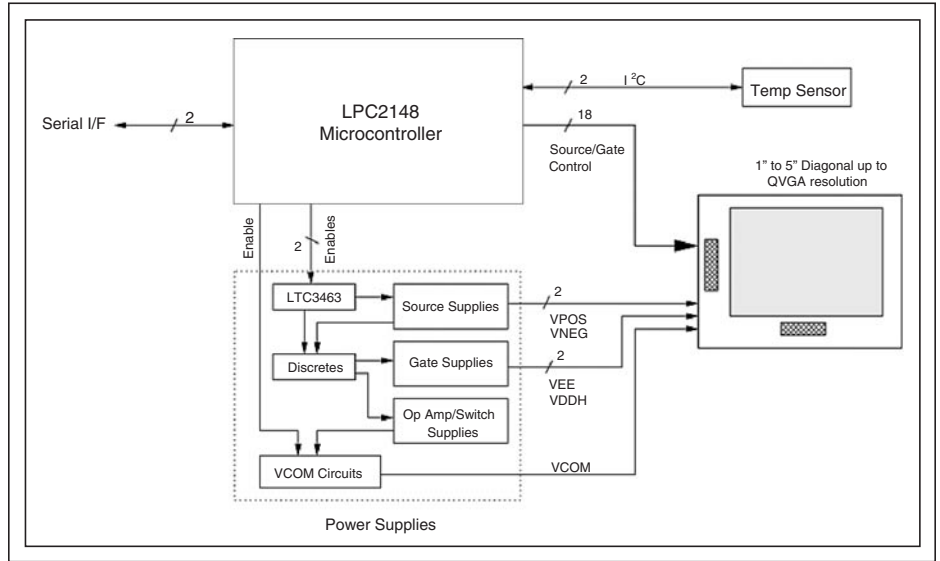 LPC2148
Microcontroller
Serial I/F
2
2
I ²C
Temp Sensor
18
Source/Gate
Control
1” to 5” Diagonal up to
QVGA resolution
Enable
2
Enables
LTC3463
Source Supplies
2
VPOS
VNEG
Discretes
Gate Supplies
2
VEE
VDDH
Op Amp/Switch
Supplies
VCOM Circuits
VCOM
Power Supplies